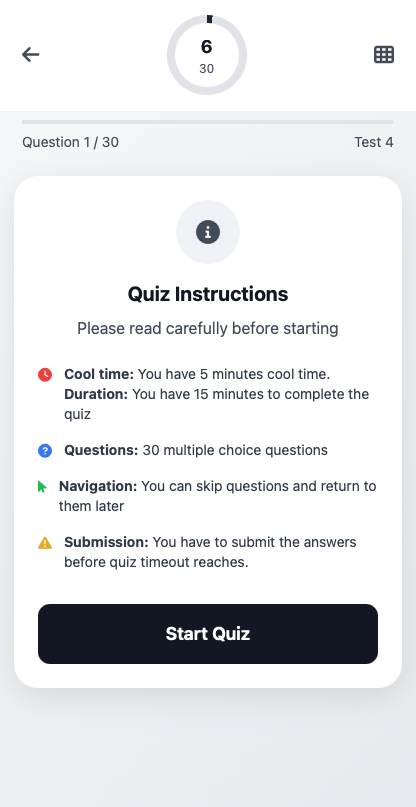 6
30
Question 1 / 30
Test 4
Quiz Instructions
Please read carefully before starting
Cool time: You have 5 minutes cool time.
Duration: You have 15 minutes to complete the
quiz
Questions: 30 multiple choice questions
Navigation: You can skip questions and return to
them later
Submission: You have to submit the answers
before quiz timeout reaches.
Start Quiz